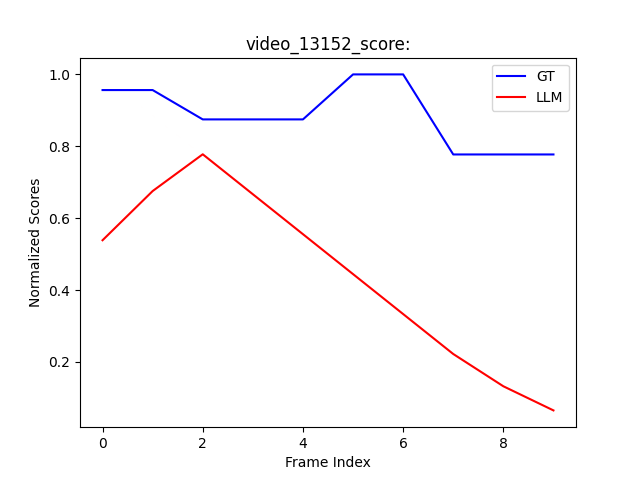 video_13152_score:
GT
LLM
Normalized Scores
1.0
0.8
0.6
0.4
0.2
0 2 4 6 8
Frame Index